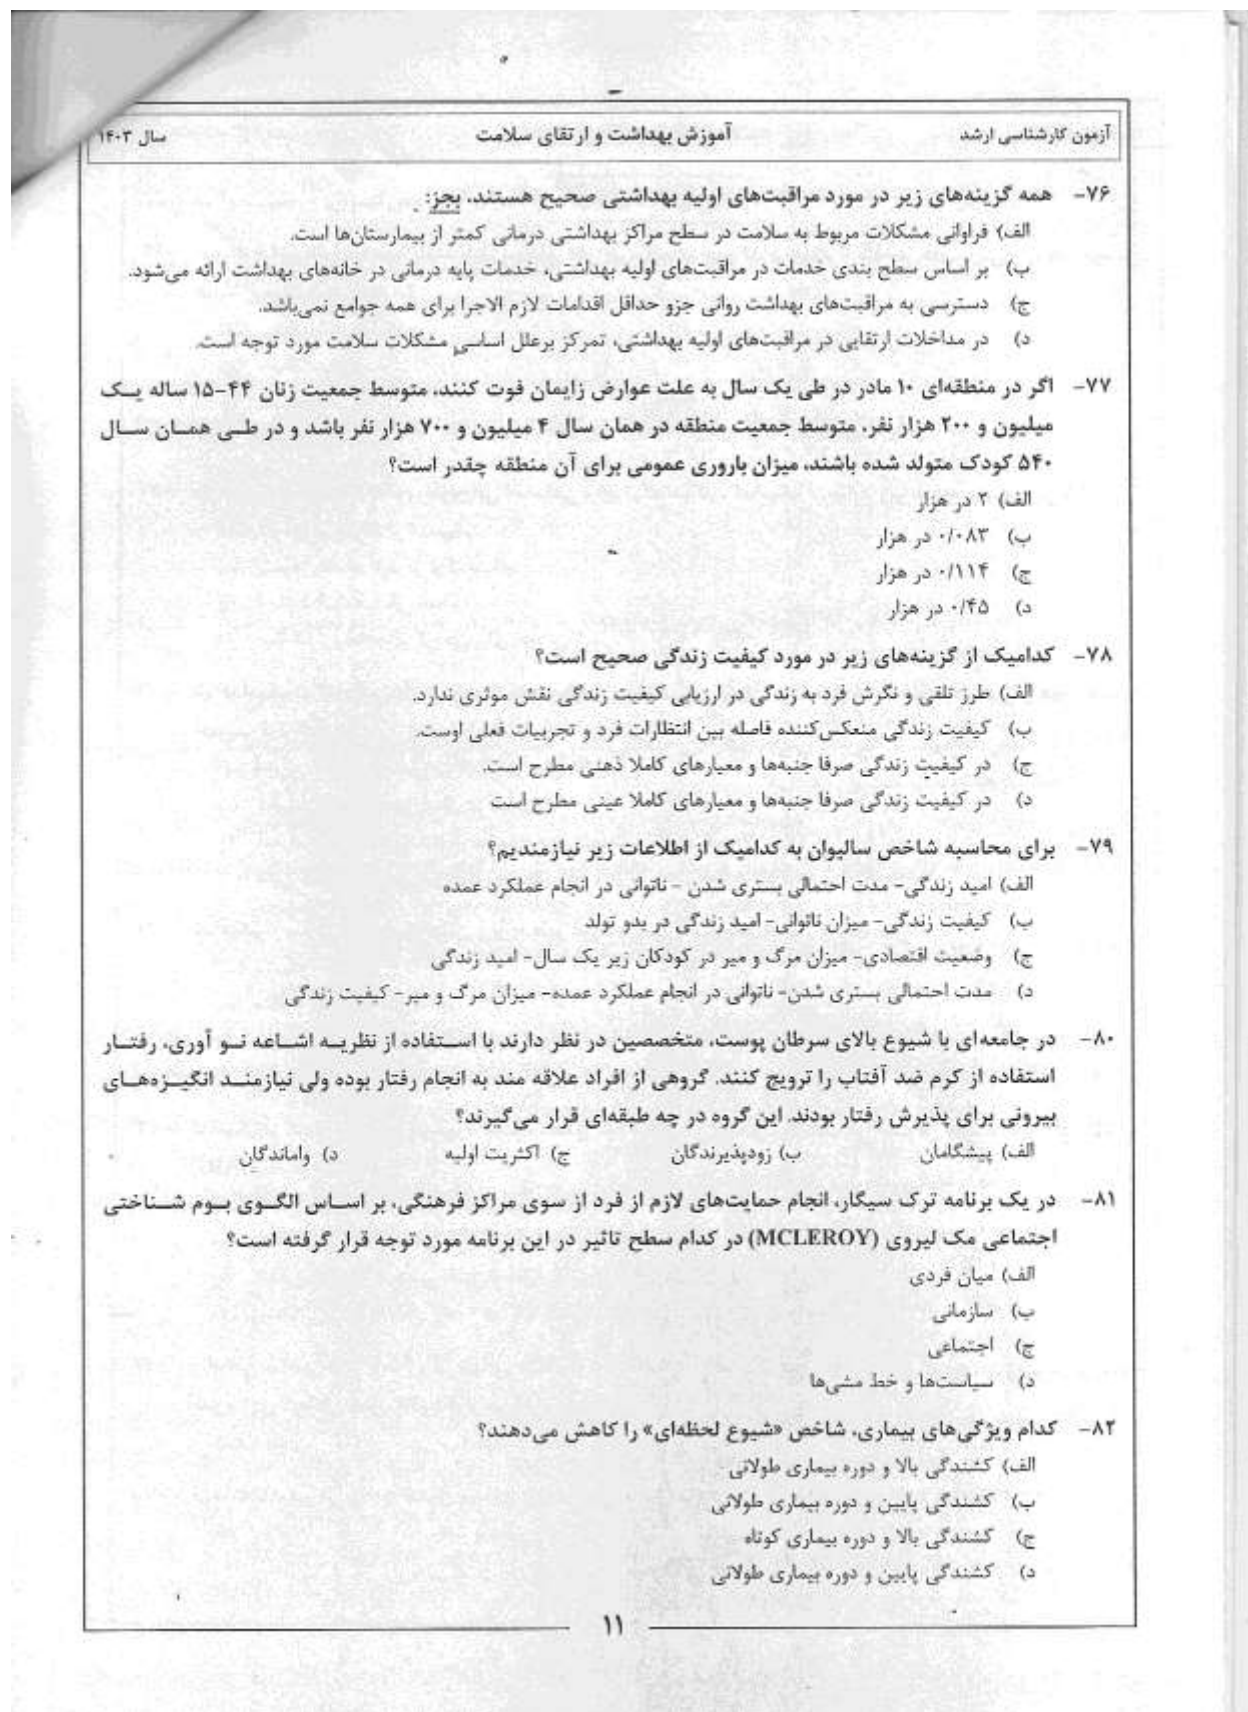 آزمون کارشناسی ارشد
آموزش بهداشت و ارتقای سلامت
سال ۱۴۰۳
۷۶- همه گزینه‌های زیر در مورد مراقبت‌های اولیه بهداشتی صحیح هستند، بجز:
الف) فراوانی مشکلات مربوط به سلامت در سطح مراکز بهداشتی درمانی کمتر از بیمارستان‌ها است.
ب) بر اساس سطح بندی خدمات در مراقبت‌های اولیه بهداشتی، خدمات پایه درمانی در خانه‌های بهداشت ارائه می‌شود.
ج) دسترسی به مراقبت‌های بهداشت روانی جزو حداقل اقدامات لازم الاجرا برای همه جوامع نمی‌باشد.
د) در مداخلات ارتقایی در مراقبت‌های اولیه بهداشتی، تمرکز برعلل اساسی مشکلات سلامت مورد توجه است.
۷۷- اگر در منطقه‌ای ۱۰ مادر در طی یک سال به علت عوارض زایمان فوت کنند، متوسط جمعیت زنان ۴۴-۱۵ ساله یک
میلیون و ۲۰۰ هزار نفر، متوسط جمعیت منطقه در همان سال ۴ میلیون و ۷۰۰ هزار نفر باشد و در طی همان سال
۵۴۰ کودک متولد شده باشند، میزان باروری عمومی برای آن منطقه چقدر است؟
الف) ۲ در هزار
ب) ۰/۰۸۳ در هزار
ج) ۰/۱۱۴ در هزار
د) ۰/۴۵ در هزار
۷۸- کدامیک از گزینه‌های زیر در مورد کیفیت زندگی صحیح است؟
الف) طرز تلقی و نگرش فرد به زندگی در ارزیابی کیفیت زندگی نقش موثری ندارد.
ب) کیفیت زندگی منعکس‌کننده فاصله بین انتظارات فرد و تجربیات فعلی اوست.
ج) در کیفیت زندگی صرفا جنبه‌ها و معیارهای کاملا ذهنی مطرح است.
د) در کیفیت زندگی صرفا جنبه‌ها و معیارهای کاملا عینی مطرح است
۷۹- برای محاسبه شاخص سالیوان به کدامیک از اطلاعات زیر نیازمندیم؟
الف) امید زندگی- مدت احتمالی بستری شدن - ناتوانی در انجام عملکرد عمده
ب) کیفیت زندگی- میزان ناتوانی- امید زندگی در بدو تولد
ج) وضعیت اقتصادی- میزان مرگ و میر در کودکان زیر یک سال- امید زندگی
د) مدت احتمالی بستری شدن- ناتوانی در انجام عملکرد عمده- میزان مرگ و میر- کیفیت زندگی
۸۰- در جامعه‌ای با شیوع بالای سرطان پوست، متخصصین در نظر دارند با استفاده از نظریه اشاعه نو آوری، رفتار
استفاده از کرم ضد آفتاب را ترویج کنند. گروهی از افراد علاقه مند به انجام رفتار بوده ولی نیازمند انگیزه‌های
بیرونی برای پذیرش رفتار بودند. این گروه در چه طبقه‌ای قرار می‌گیرند؟
الف) پیشگامان ب) زودپذیرندگان ج) اکثریت اولیه د) واماندگان
۸۱- در یک برنامه ترک سیگار، انجام حمایت‌های لازم از فرد از سوی مراکز فرهنگی، بر اساس الگوی بوم شناختی
اجتماعی مک لیروی (MCLEROY) در کدام سطح تاثیر در این برنامه مورد توجه قرار گرفته است؟
الف) میان فردی
ب) سازمانی
ج) اجتماعی
د) سیاست‌ها و خط مشی‌ها
۸۲- کدام ویژگی‌های بیماری، شاخص «شیوع لحظه‌ای» را کاهش می‌دهند؟
الف) کشندگی بالا و دوره بیماری طولانی
ب) کشندگی پایین و دوره بیماری طولانی
ج) کشندگی بالا و دوره بیماری کوتاه
د) کشندگی پایین و دوره بیماری طولانی
۱۱